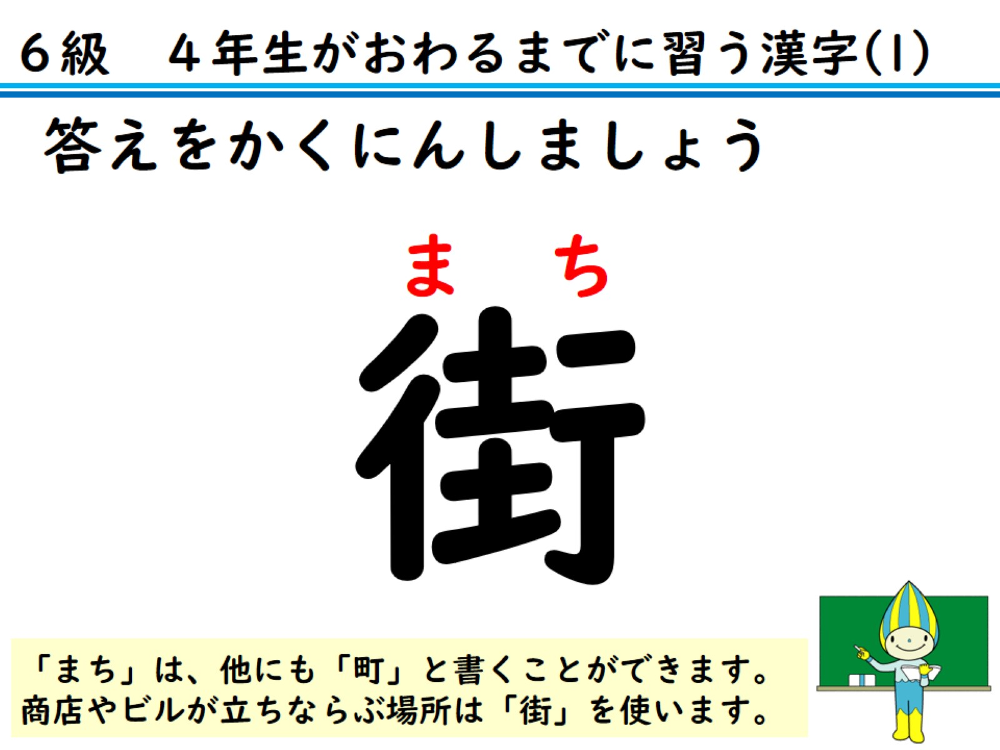 ６級　４年生がおわるまでに習う漢字(1)
答えをかくにんしましょう
まち
街
「まち」は、他にも「町」と書くことができます。
商店やビルが立ちならぶ場所は「街」を使います。